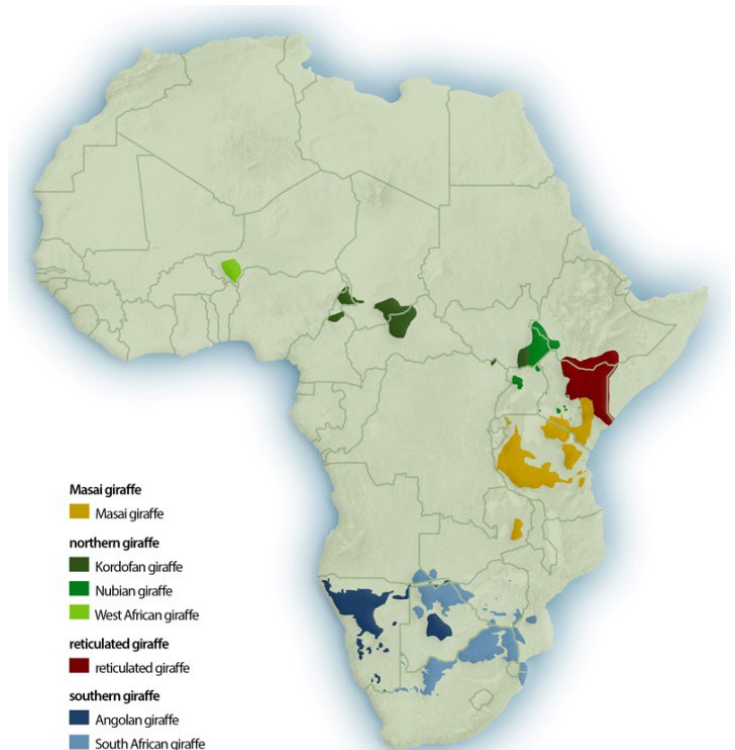 Masai giraffe
Masai giraffe
northern giraffe
Kordofan giraffe
Nubian giraffe
West African giraffe
reticulated giraffe
reticulated giraffe
southern giraffe
Angolan giraffe
South African giraffe